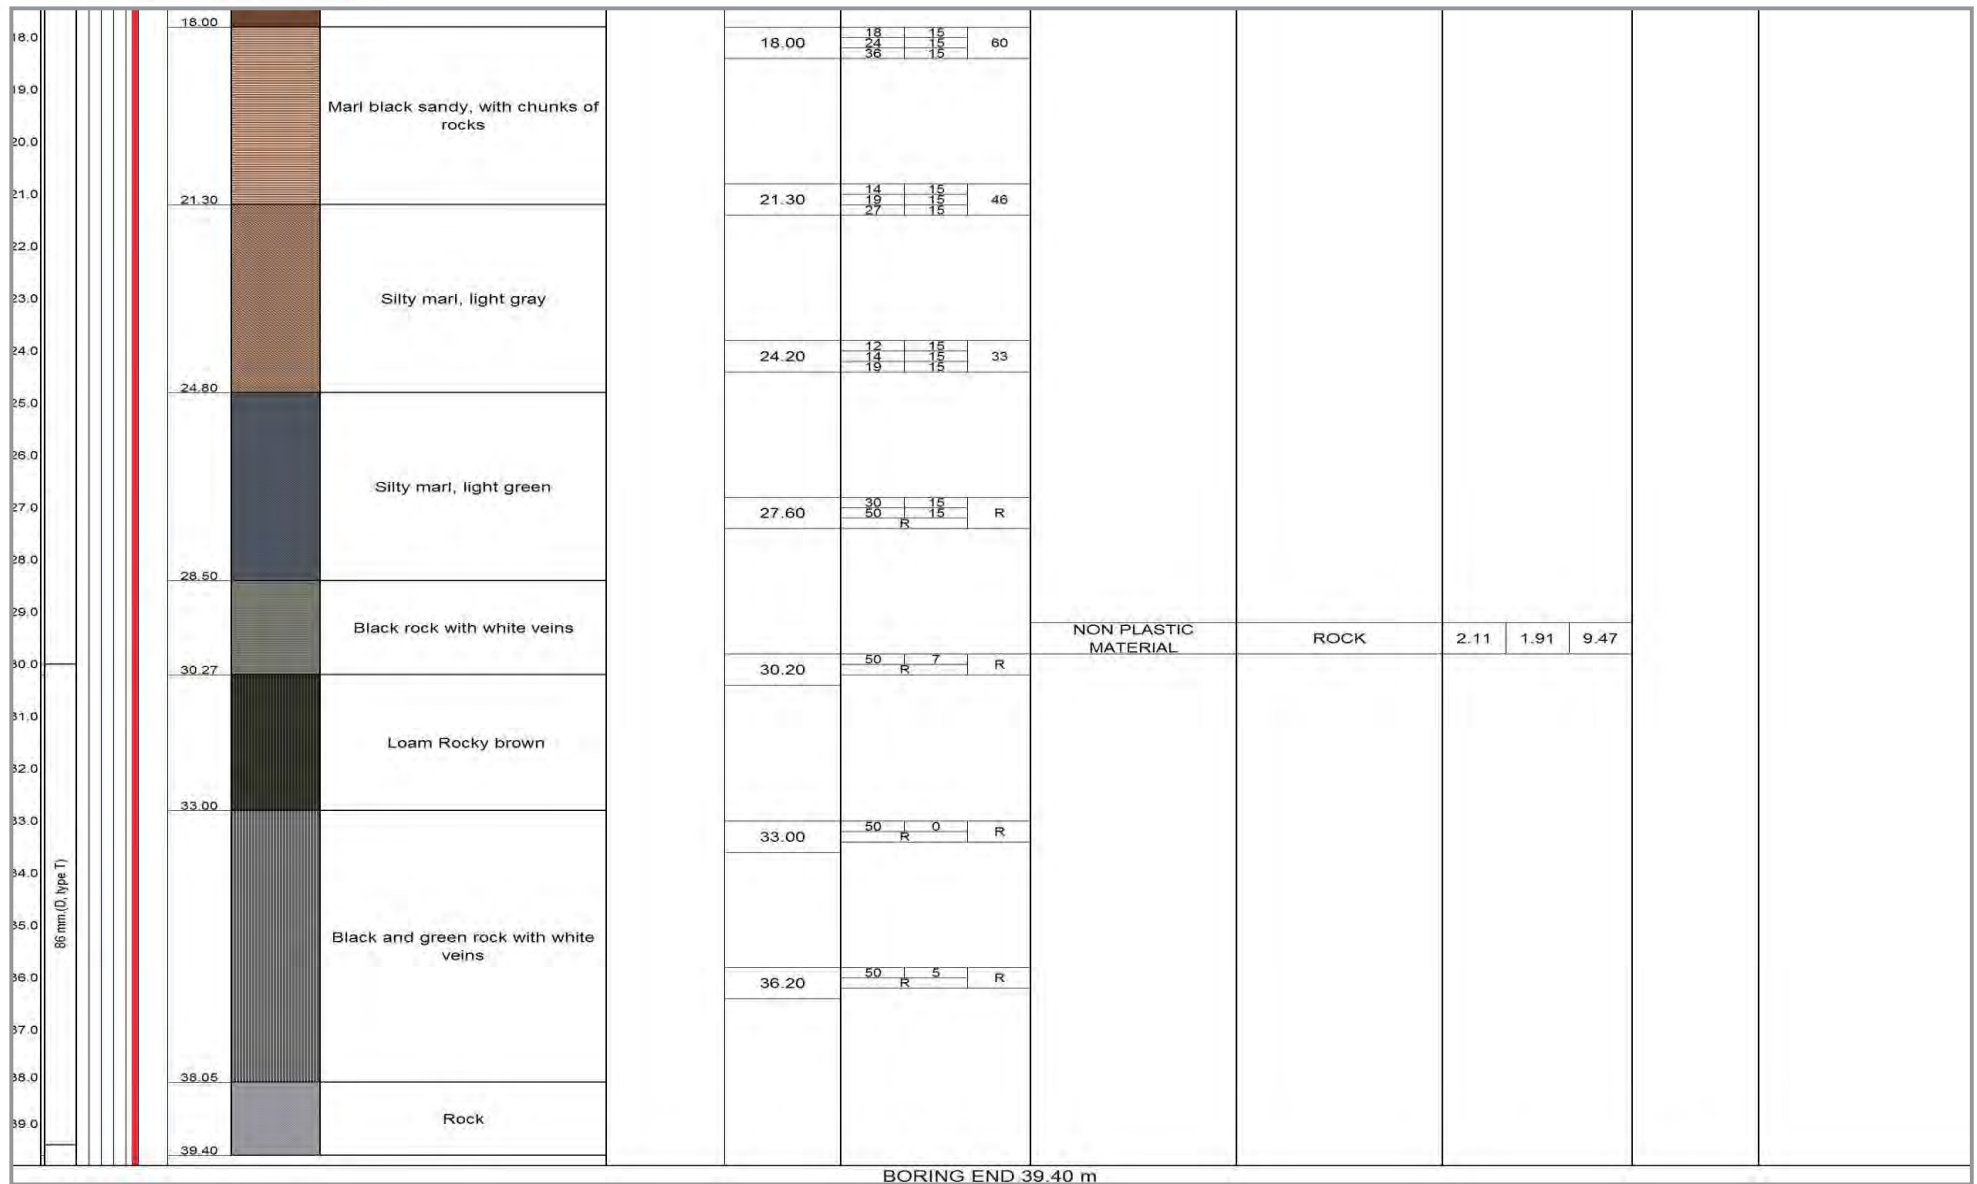 18.00
18.0
18.00
18 15
24 15
36 15
60
19.0
Marl black sandy, with chunks of
rocks
20.0
21.0
21.30
21.30
14 15
19 15
27 15
46
22.0
23.0
Silty marl, light gray
24.0
24.20
12 15
14 15
19 15
33
24.80
25.0
26.0
Silty marl, light green
27.0
27.60
30 15
50 15
R
R
28.0
28.50
29.0
Black rock with white veins
NON PLASTIC
MATERIAL
ROCK
2.11 1.91 9.47
30.0
30.27
30.20
50 7
R
R
31.0
Loam Rocky brown
32.0
33.00
33.0
33.00
50 0
R
R
34.0
86 mm.(D, type T)
35.0
Black and green rock with white
veins
36.0
36.20
50 5
R
R
37.0
38.0
38.05
39.0
Rock
39.40
BORING END 39.40 m